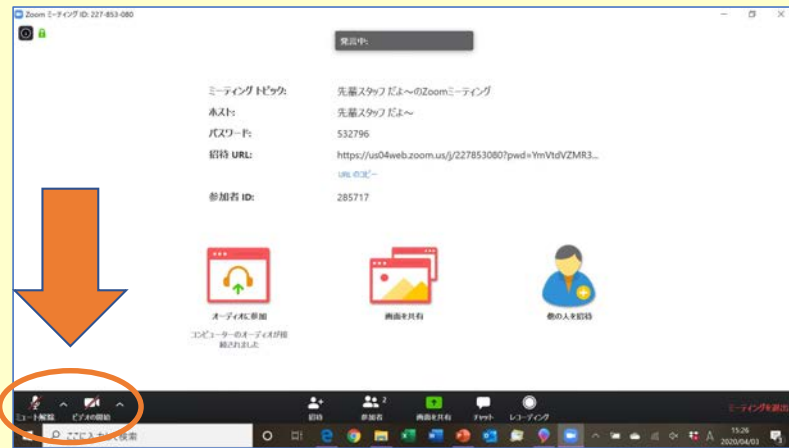 Zoom ミーティング ID: 227-853-080
発言中:
ミーティング トピック: 先輩スタッフ だよ～のZoomミーティング
ホスト: 先輩スタッフ だよ～
パスワード: 532796
招待 URL: https://us04web.zoom.us/j/227853080?pwd=YmVtdVZMR3...
URL のコピー
参加者 ID: 285717
オーディオに参加 画面を共有 他の人を招待
コンピューターのオーディオが接
続されました
ミュート解除 ビデオの開始 招待 参加者 2 画面を共有 チャット レコーディング ミーティングを退出
ここに入力して検索
A 15:26
2020/04/03